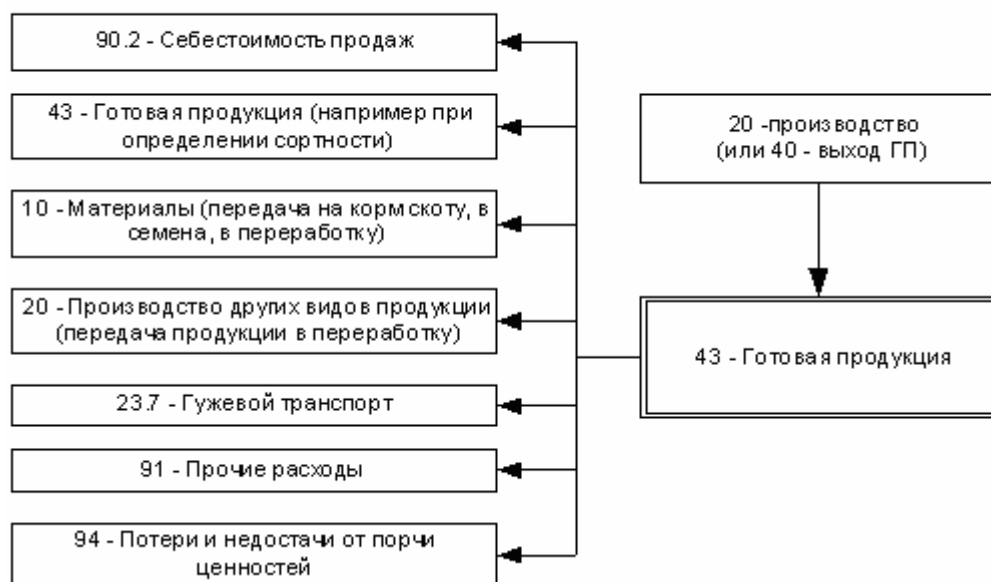 90.2 - Себестоимость продаж
43 - Готовая продукция (например при
определении сортности)
10 - Материалы (передача на корм скоту, в
семена, в переработку)
20 - Производство других видов продукции
(передача продукции в переработку)
23.7 - Гужевой транспорт
91 - Прочие расходы
94 - Потери и недостачи от порчи
ценностей
20 -производство
(или 40 - выход ГП)
43 - Готовая продукция